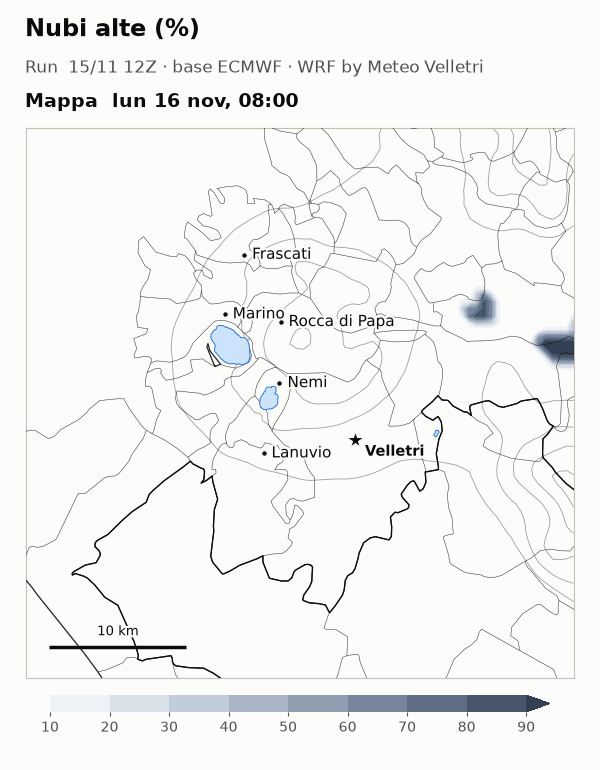 Nubi alte (%)
Run  15/11 12Z · base ECMWF · WRF by Meteo Velletri
Mappa  lun 16 nov, 08:00
Frascati
Marino
Rocca di Papa
Nemi
Velletri
Lanuvio
10 km
10 20 30 40 50 60 70 80 90